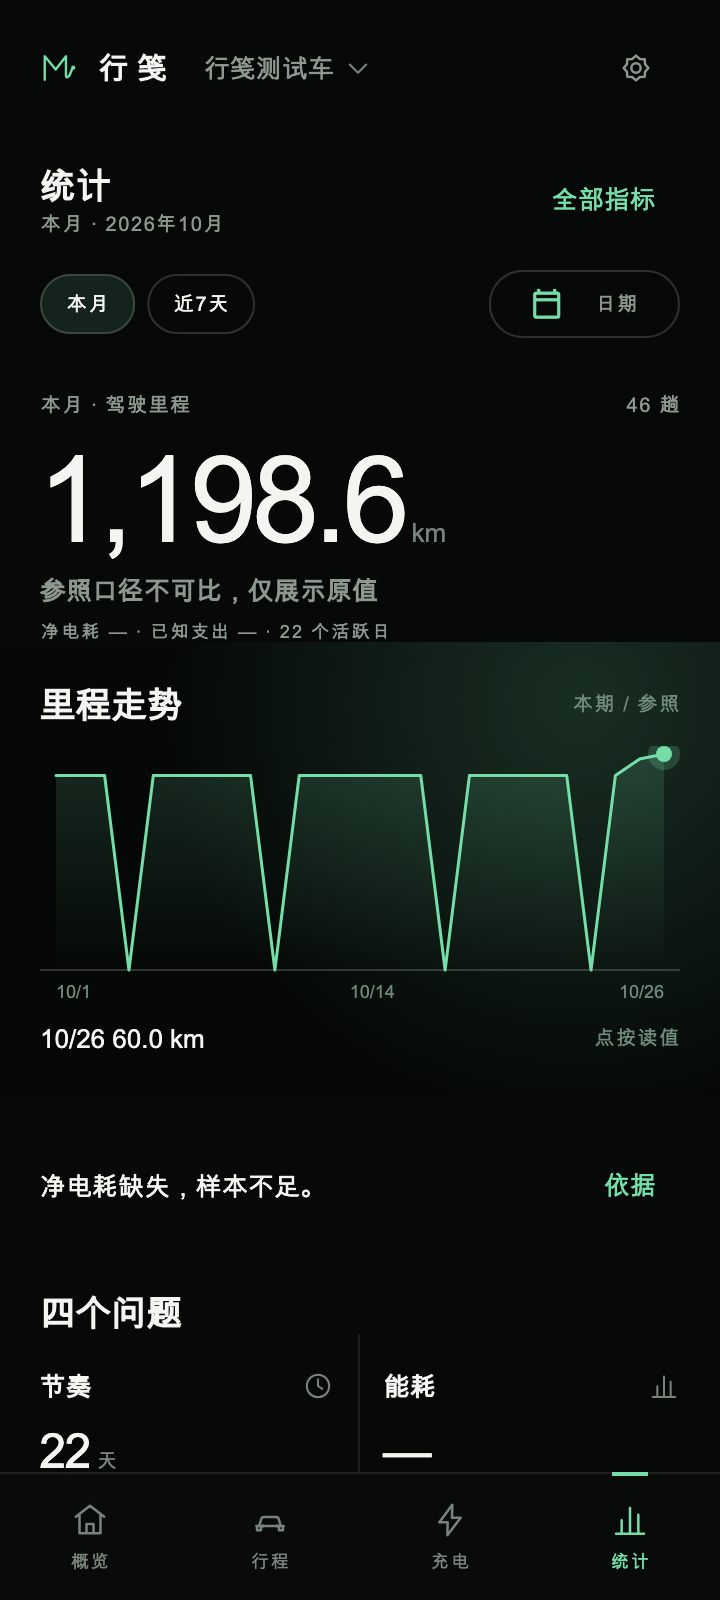 行笺 行笺测试车
统计
全部指标
本月 · 2026年10月
本月 近7天 日期
本月 · 驾驶里程 46 趟
1,198.6 km
参照口径不可比，仅展示原值
净电耗 — · 已知支出 — · 22 个活跃日
里程走势 本期 / 参照
10/1 10/14 10/26
10/26 60.0 km 点按读值
净电耗缺失，样本不足。 依据
四个问题
节奏 能耗
22 天 —
概览 行程 充电 统计